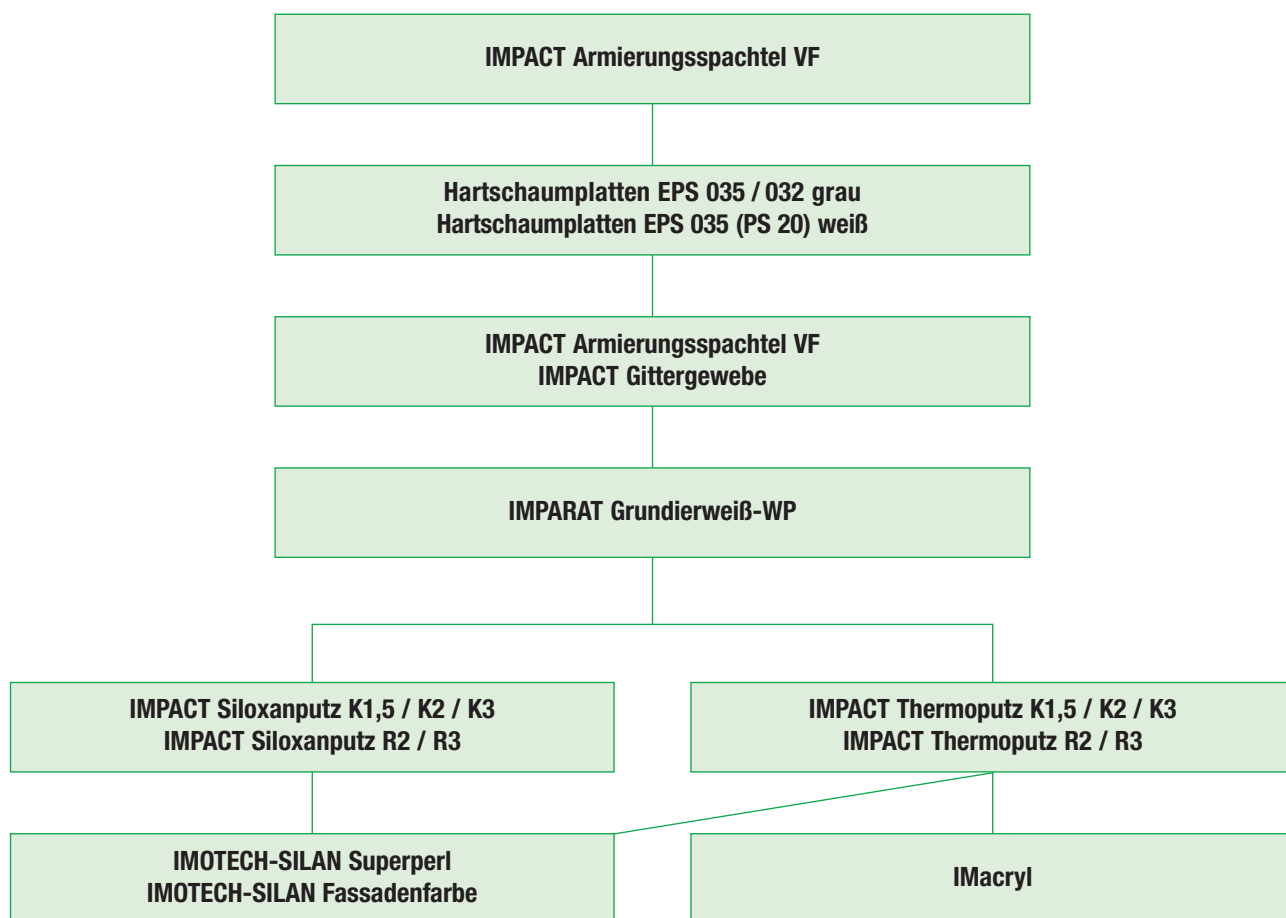 IMPACT Armierungsspachtel VF
Hartschaumplatten EPS 035 / 032 grau
Hartschaumplatten EPS 035 (PS 20) weiß
IMPACT Armierungsspachtel VF
IMPACT Gittergewebe
IMPARAT Grundierweiß-WP
IMPACT Siloxanputz K1,5 / K2 / K3
IMPACT Siloxanputz R2 / R3
IMPACT Thermoputz K1,5 / K2 / K3
IMPACT Thermoputz R2 / R3
IMOTECH-SILAN Superperl
IMOTECH-SILAN Fassadenfarbe
IMacryl